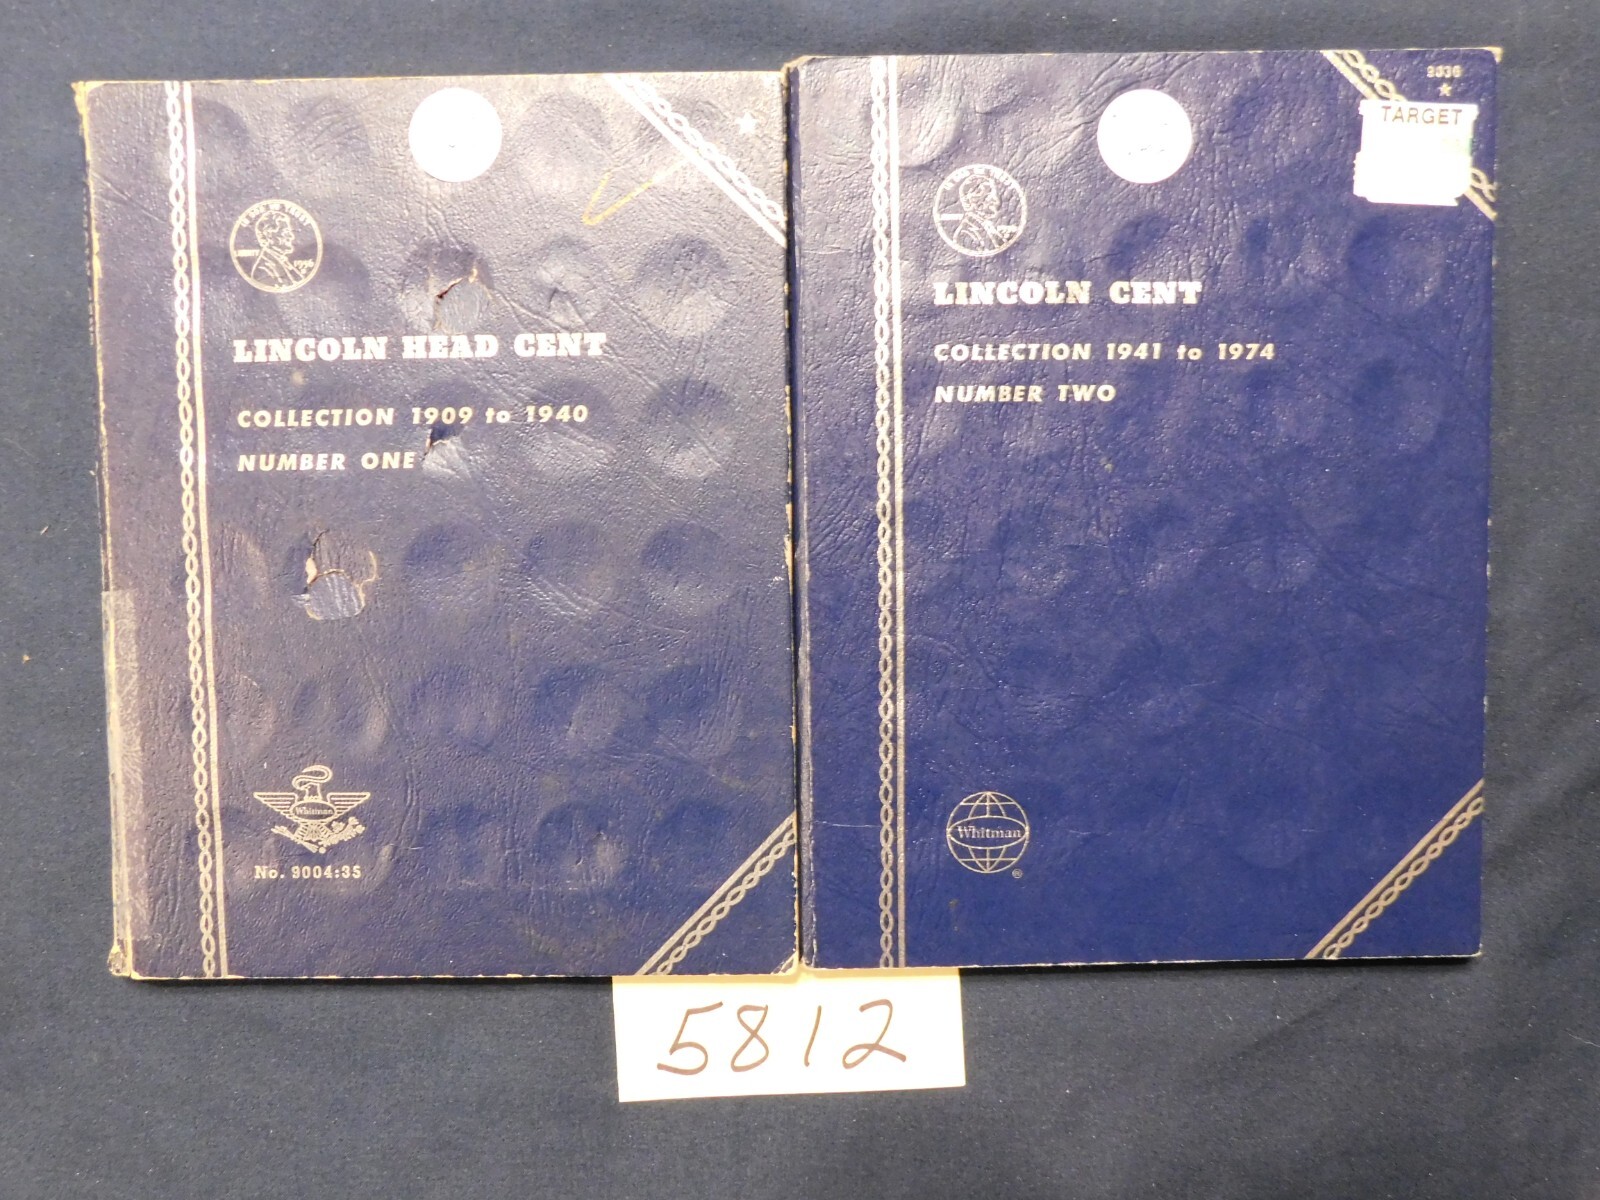 LINCOLN HEAD CENT
COLLECTION 1909 to 1940
NUMBER ONE
Whitman
No. 9004:35
TARGET
LINCOLN CENT
COLLECTION 1941 to 1974
NUMBER TWO
Whitman
®
5812